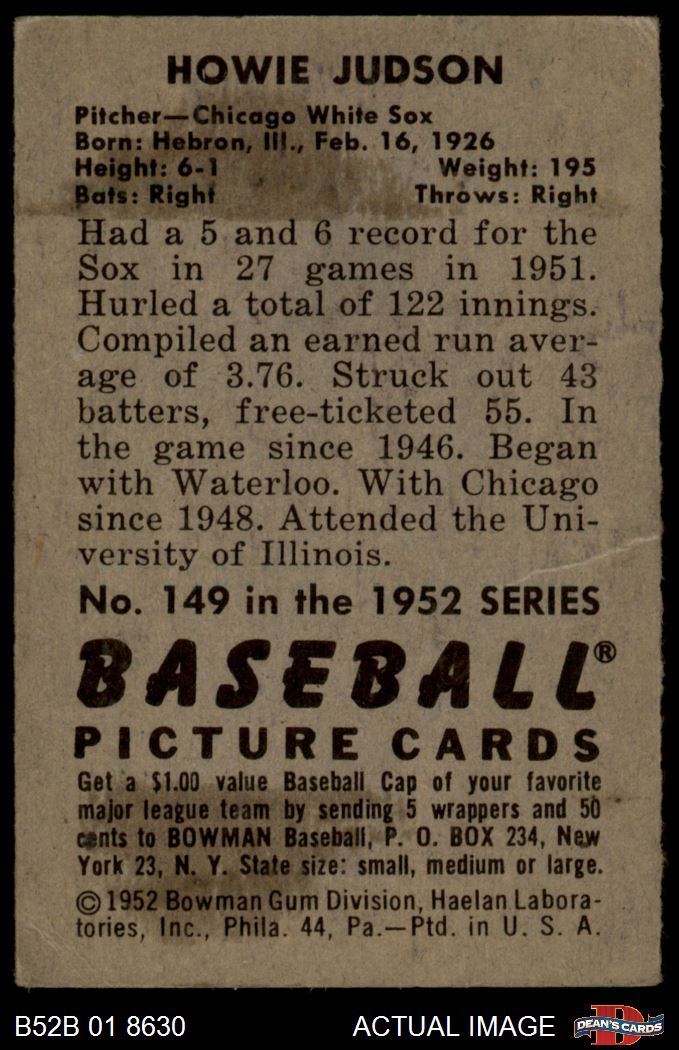 HOWIE JUDSON
Pitcher—Chicago White Sox
Born: Hebron, Ill., Feb. 16, 1926
Height: 6-1 Weight: 195
Bats: Right Throws: Right
Had a 5 and 6 record for the
Sox in 27 games in 1951.
Hurled a total of 122 innings.
Compiled an earned run aver-
age of 3.76. Struck out 43
batters, free-ticketed 55. In
the game since 1946. Began
with Waterloo. With Chicago
since 1948. Attended the Uni-
versity of Illinois.
No. 149 in the 1952 SERIES
BASEBALL®
PICTURE CARDS
Get a $1.00 value Baseball Cap of your favorite
major league team by sending 5 wrappers and 50
cents to BOWMAN Baseball, P. O. BOX 234, New
York 23, N. Y. State size: small, medium or large.
©1952 Bowman Gum Division, Haelan Labora-
tories, Inc., Phila. 44, Pa.—Ptd. in U. S. A.
B52B 01 8630 ACTUAL IMAGE D DEAN'S CARDS